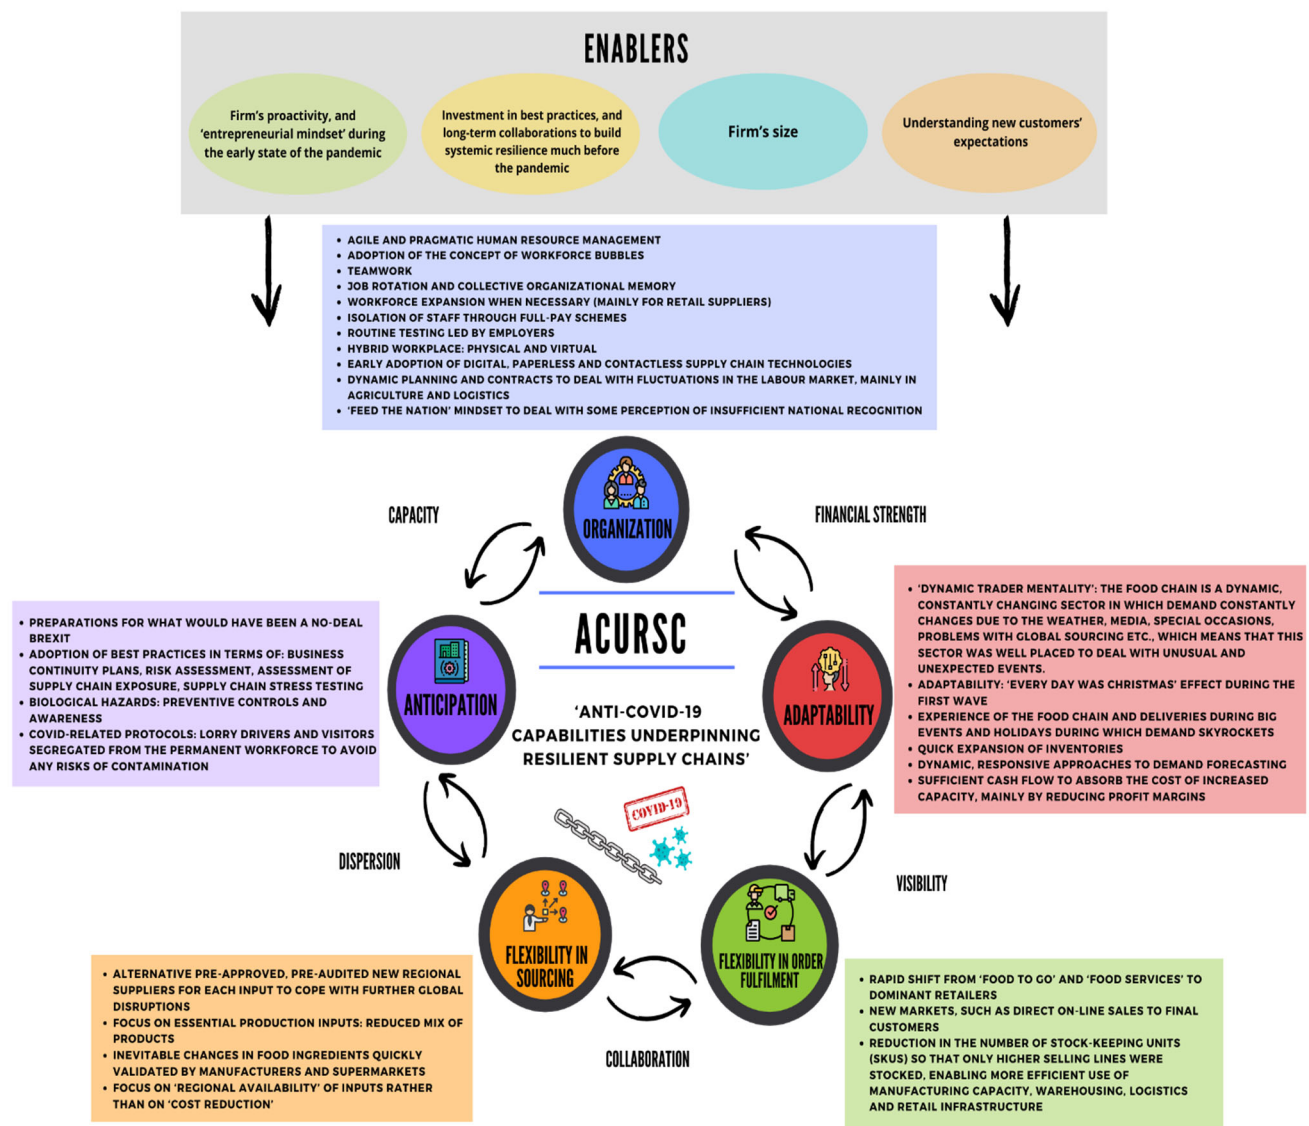 ENABLERS
Firm's proactivity, and
'entrepreneurial mindset' during
the early state of the pandemic
Investment in best practices, and
long-term collaborations to build
systemic resilience much before
the pandemic
Firm's size
Understanding new customers'
expectations
• AGILE AND PRAGMATIC HUMAN RESOURCE MANAGEMENT
• ADOPTION OF THE CONCEPT OF WORKFORCE BUBBLES
• TEAMWORK
• JOB ROTATION AND COLLECTIVE ORGANIZATIONAL MEMORY
• WORKFORCE EXPANSION WHEN NECESSARY (MAINLY FOR RETAIL SUPPLIERS)
• ISOLATION OF STAFF THROUGH FULL-PAY SCHEMES
• ROUTINE TESTING LED BY EMPLOYERS
• HYBRID WORKPLACE: PHYSICAL AND VIRTUAL
• EARLY ADOPTION OF DIGITAL, PAPERLESS AND CONTACTLESS SUPPLY CHAIN TECHNOLOGIES
• DYNAMIC PLANNING AND CONTRACTS TO DEAL WITH FLUCTUATIONS IN THE LABOUR MARKET, MAINLY IN
AGRICULTURE AND LOGISTICS
• 'FEED THE NATION' MINDSET TO DEAL WITH SOME PERCEPTION OF INSUFFICIENT NATIONAL RECOGNITION
CAPACITY
ORGANIZATION
FINANCIAL STRENGTH
• PREPARATIONS FOR WHAT WOULD HAVE BEEN A NO-DEAL
BREXIT
• ADOPTION OF BEST PRACTICES IN TERMS OF: BUSINESS
CONTINUITY PLANS, RISK ASSESSMENT, ASSESSMENT OF
SUPPLY CHAIN EXPOSURE, SUPPLY CHAIN STRESS TESTING
• BIOLOGICAL HAZARDS: PREVENTIVE CONTROLS AND
AWARENESS
• COVID-RELATED PROTOCOLS: LORRY DRIVERS AND VISITORS
SEGREGATED FROM THE PERMANENT WORKFORCE TO AVOID
ANY RISKS OF CONTAMINATION
ANTICIPATION
ACURSC
'ANTI-COVID-19
CAPABILITIES UNDERPINNING
RESILIENT SUPPLY CHAINS'
COVID-19
ADAPTABILITY
• 'DYNAMIC TRADER MENTALITY': THE FOOD CHAIN IS A DYNAMIC,
CONSTANTLY CHANGING SECTOR IN WHICH DEMAND CONSTANTLY
CHANGES DUE TO THE WEATHER, MEDIA, SPECIAL OCCASIONS,
PROBLEMS WITH GLOBAL SOURCING ETC., WHICH MEANS THAT THIS
SECTOR WAS WELL PLACED TO DEAL WITH UNUSUAL AND
UNEXPECTED EVENTS.
• ADAPTABILITY: 'EVERY DAY WAS CHRISTMAS' EFFECT DURING THE
FIRST WAVE
• EXPERIENCE OF THE FOOD CHAIN AND DELIVERIES DURING BIG
EVENTS AND HOLIDAYS DURING WHICH DEMAND SKYROCKETS
• QUICK EXPANSION OF INVENTORIES
• DYNAMIC, RESPONSIVE APPROACHES TO DEMAND FORECASTING
• SUFFICIENT CASH FLOW TO ABSORB THE COST OF INCREASED
CAPACITY, MAINLY BY REDUCING PROFIT MARGINS
DISPERSION
VISIBILITY
FLEXIBILITY IN
SOURCING
FLEXIBILITY IN ORDER
FULFILMENT
COLLABORATION
• ALTERNATIVE PRE-APPROVED, PRE-AUDITED NEW REGIONAL
SUPPLIERS FOR EACH INPUT TO COPE WITH FURTHER GLOBAL
DISRUPTIONS
• FOCUS ON ESSENTIAL PRODUCTION INPUTS: REDUCED MIX OF
PRODUCTS
• INEVITABLE CHANGES IN FOOD INGREDIENTS QUICKLY
VALIDATED BY MANUFACTURERS AND SUPERMARKETS
• FOCUS ON 'REGIONAL AVAILABILITY' OF INPUTS RATHER
THAN ON 'COST REDUCTION'
• RAPID SHIFT FROM 'FOOD TO GO' AND 'FOOD SERVICES' TO
DOMINANT RETAILERS
• NEW MARKETS, SUCH AS DIRECT ON-LINE SALES TO FINAL
CUSTOMERS
• REDUCTION IN THE NUMBER OF STOCK-KEEPING UNITS
(SKUS) SO THAT ONLY HIGHER SELLING LINES WERE
STOCKED, ENABLING MORE EFFICIENT USE OF
MANUFACTURING CAPACITY, WAREHOUSING, LOGISTICS
AND RETAIL INFRASTRUCTURE